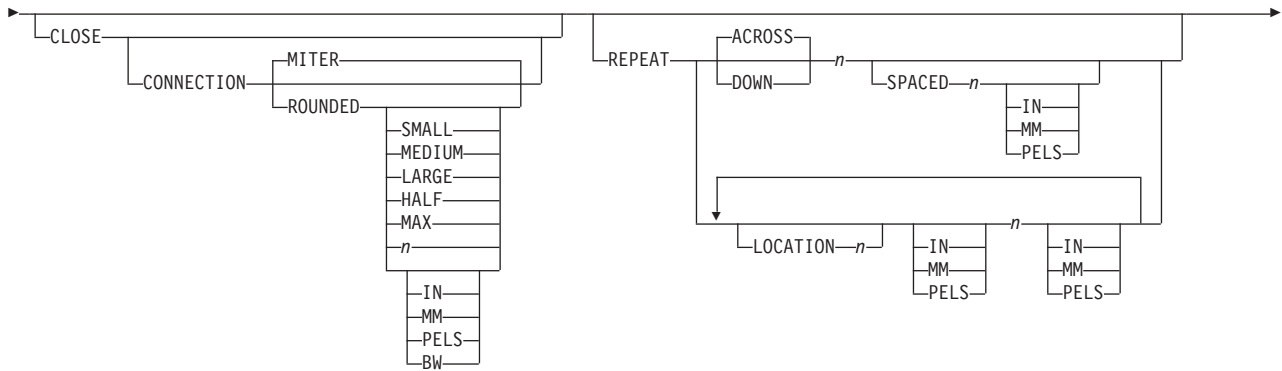 CLOSE
CONNECTION
MITER
ROUNDED
SMALL
MEDIUM
LARGE
HALF
MAX
n
IN
MM
PELS
BW
REPEAT
ACROSS
DOWN
n
SPACED n
IN
MM
PELS
LOCATION n
IN
MM
PELS
n
IN
MM
PELS